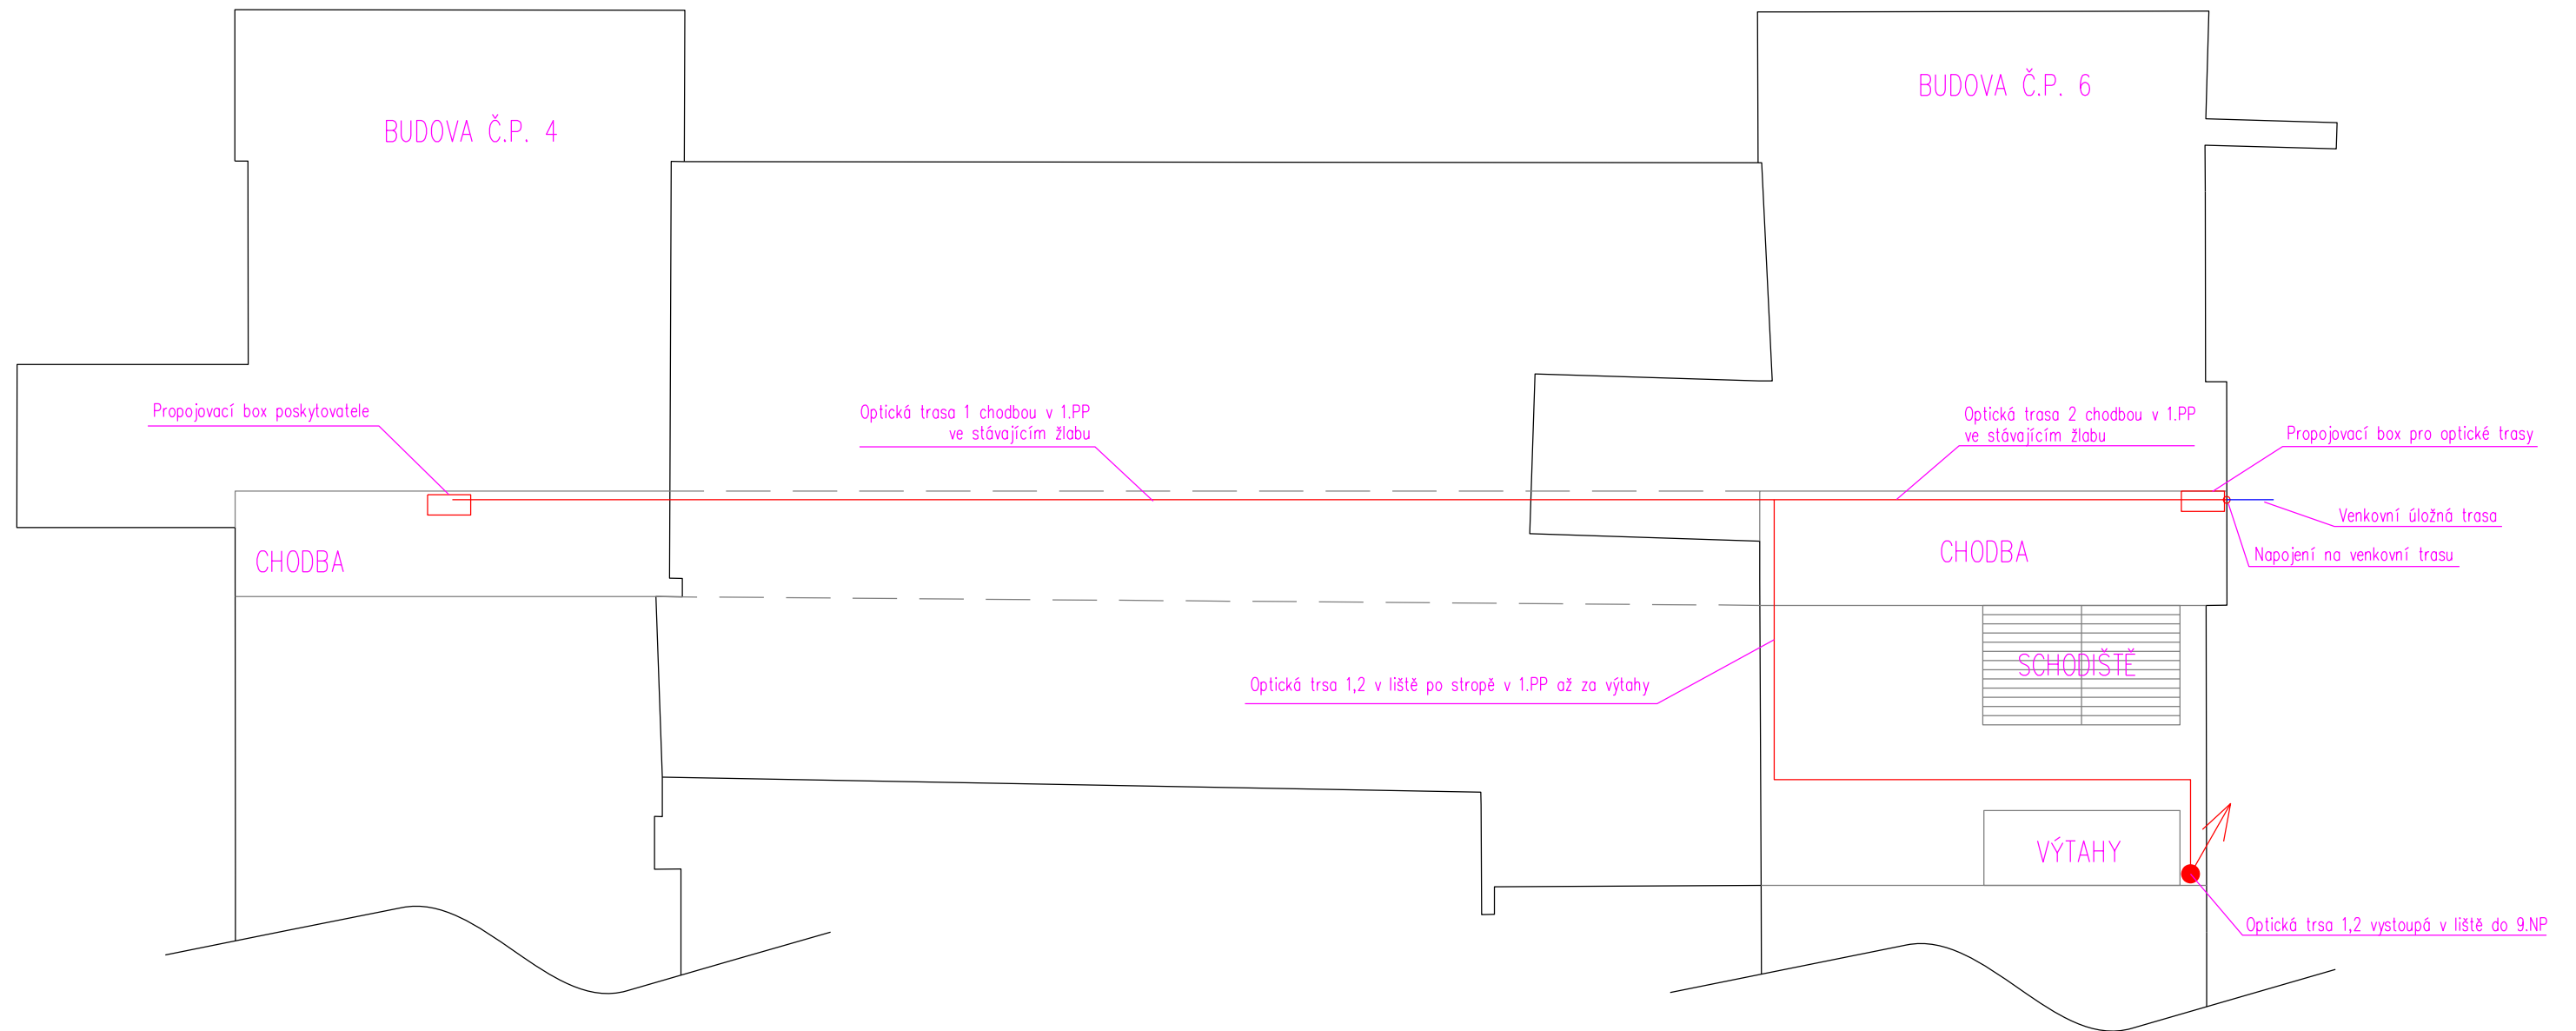 BUDOVA Č.P. 4
BUDOVA Č.P. 6
Propojovací box poskytovatele
Optická trasa 1 chodbou v 1.PP
ve stávajícím žlabu
Optická trasa 2 chodbou v 1.PP
ve stávajícím žlabu
Propojovací box pro optické trasy
Venkovní úložná trasa
Napojení na venkovní trasu
CHODBA
CHODBA
SCHODIŠTĚ
Optická trsa 1,2 v liště po stropě v 1.PP až za výtahy
VÝTAHY
Optická trsa 1,2 vystoupá v liště do 9.NP